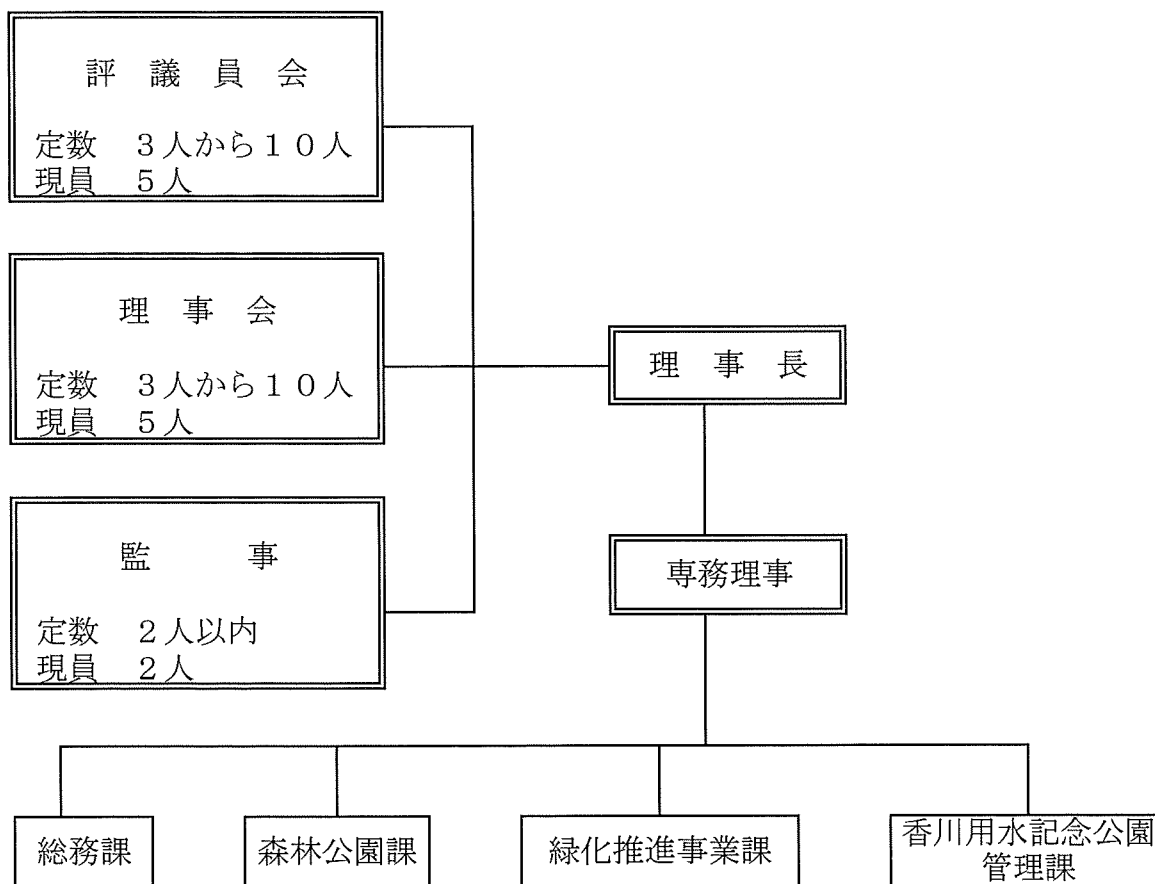 評議員会
定数 3人から10人
現員 5人
理事会
定数 3人から10人
現員 5人
理事長
監事
定数 2人以内
現員 2人
専務理事
総務課
森林公園課
緑化推進事業課
香川用水記念公園
管理課